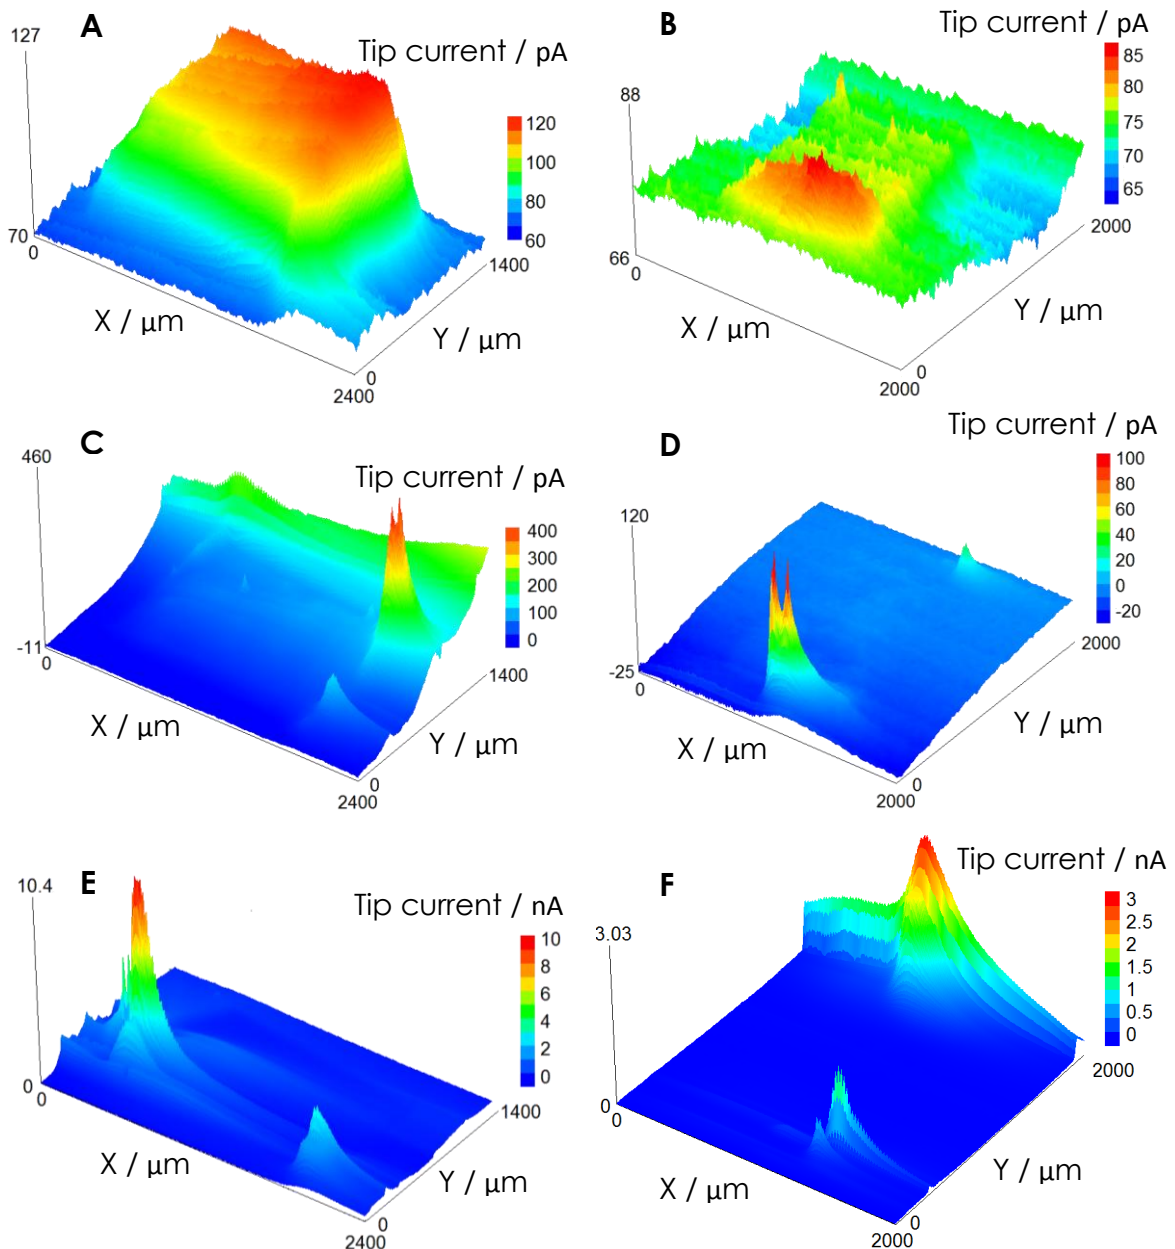 A
Tip current / pA
127
120
100
80
60
70
0
1400
X / µm
Y / µm
0
2400
B
Tip current / pA
88
85
80
75
70
65
66
0
2000
X / µm
Y / µm
0
2000
C
Tip current / pA
460
400
300
200
100
0
-11
0
1400
X / µm
Y / µm
0
2400
D
Tip current / pA
120
100
80
60
40
20
0
-20
-25
0
2000
X / µm
Y / µm
0
2000
E
Tip current / nA
10.4
10
8
6
4
2
0
0
0
1400
X / µm
Y / µm
0
2400
F
Tip current / nA
3.03
3
2.5
2
1.5
1
0.5
0
0
0
2000
X / µm
Y / µm
0
2000